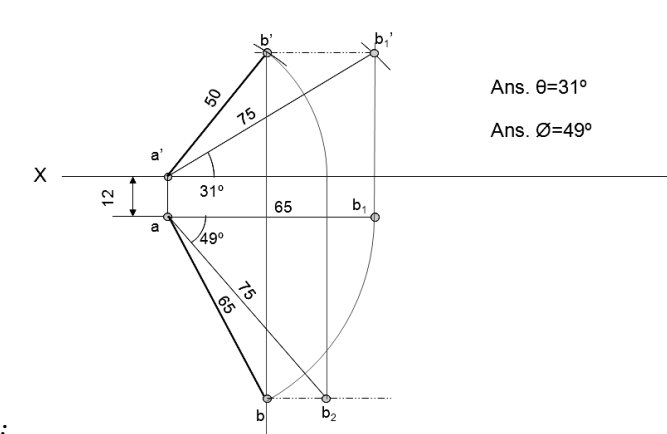 b’
b₁’
50
75
Ans. θ=31º
Ans. Ø=49º
a’
X
31º
12
65
b₁
a
49º
65
75
b
b₂
: